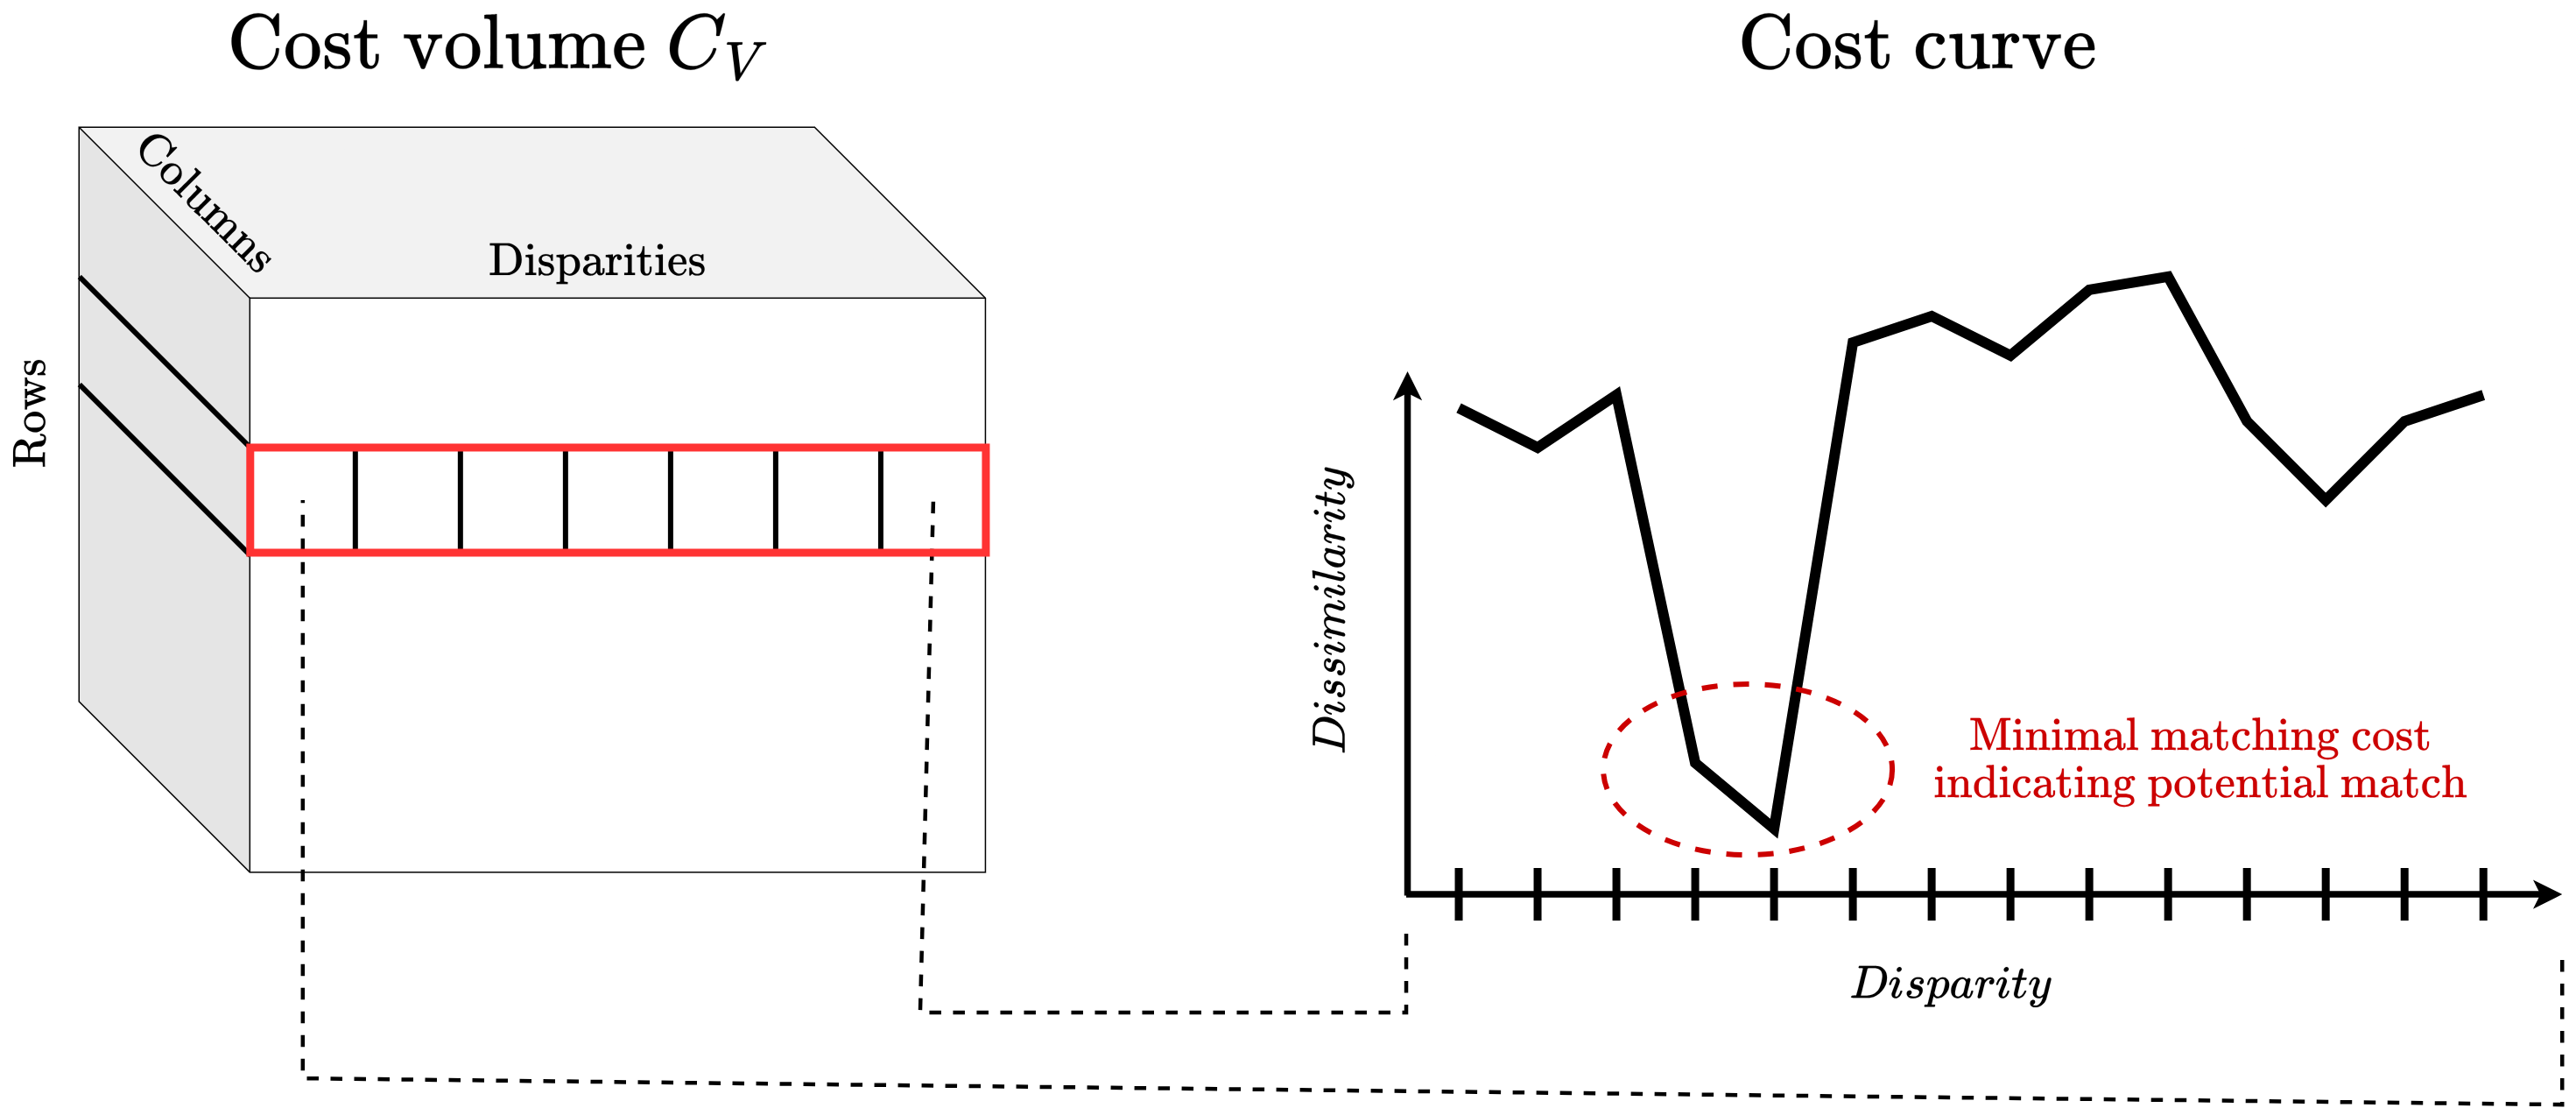 Cost volume C_V
Cost curve
Columns
Disparities
Rows
Dissimilarity
Minimal matching cost
indicating potential match
Disparity